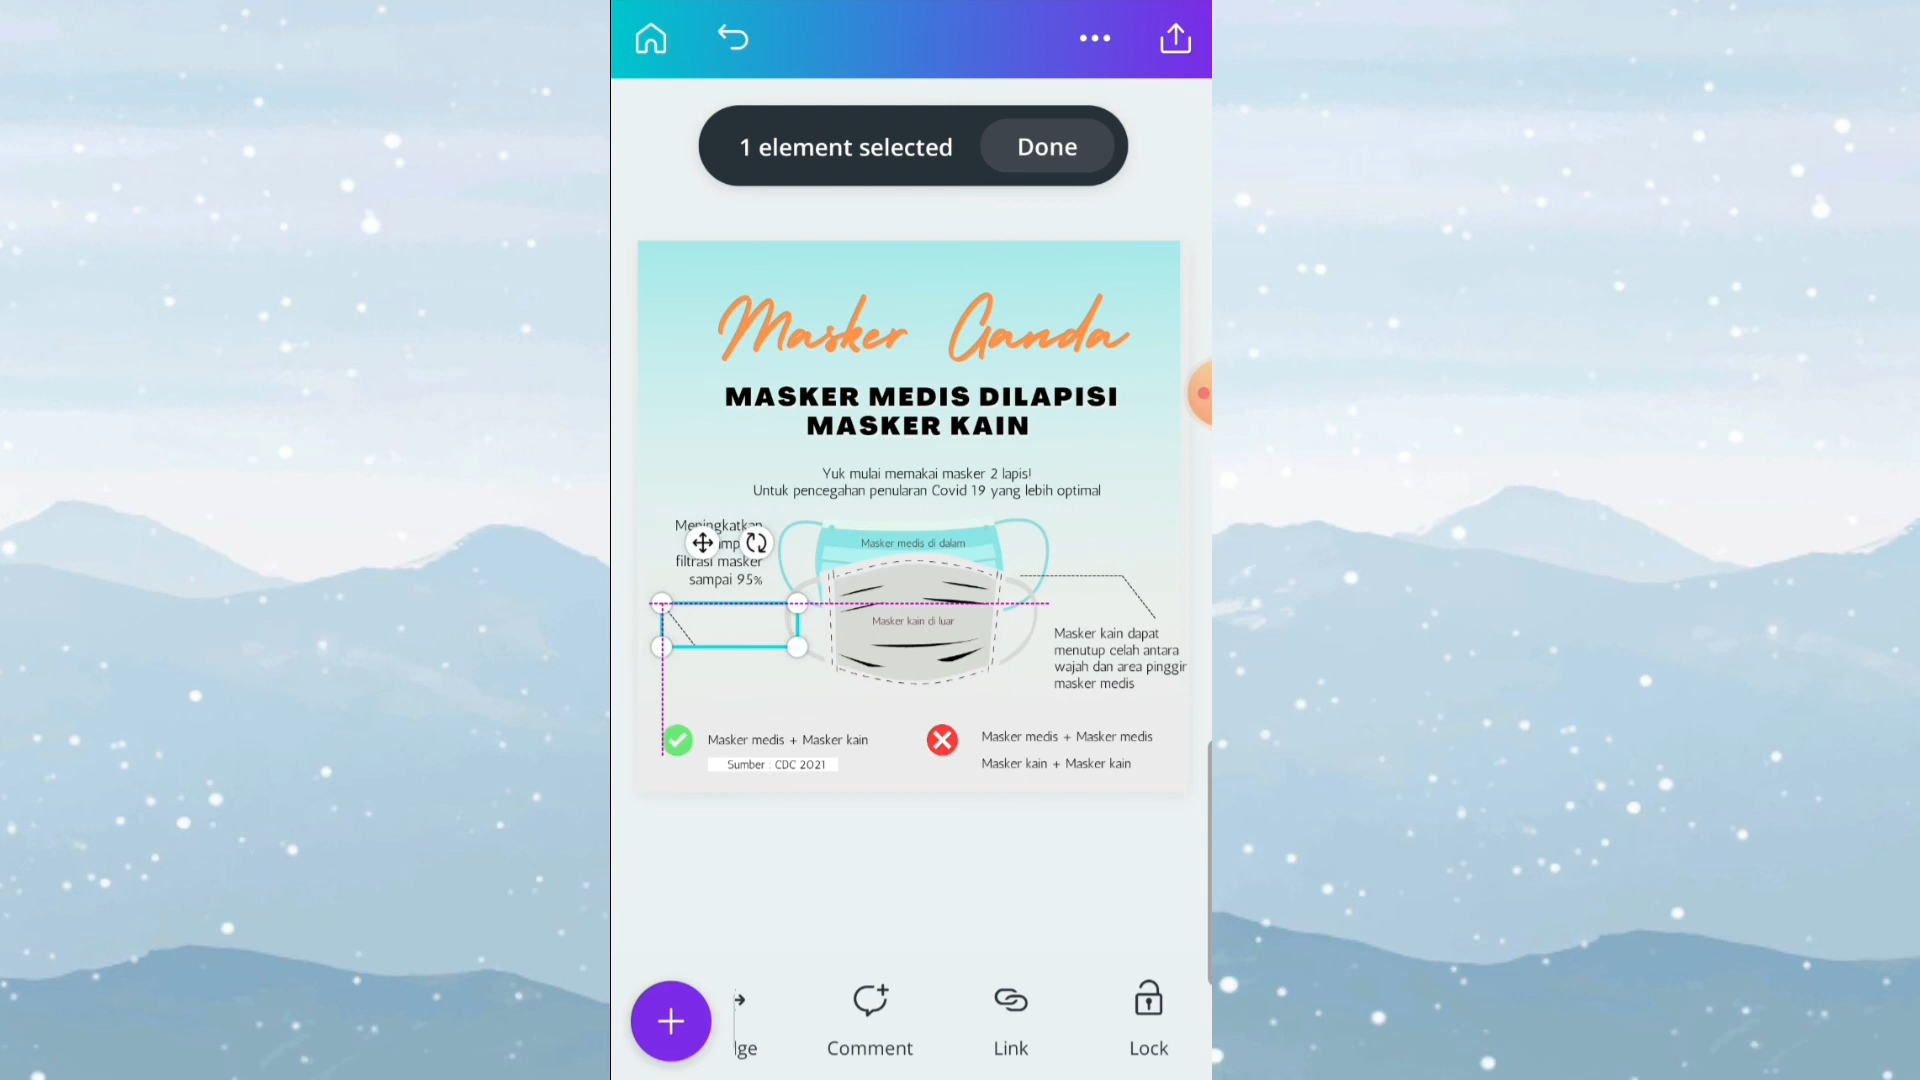 1 element selected
Done
Masker Ganda
MASKER MEDIS DILAPISI
MASKER KAIN
Yuk mulai memakai masker 2 lapis!
Untuk pencegahan penularan Covid 19 yang lebih optimal
Meningkatkan
filtrasi masker
sampai 95%
Masker medis di dalam
Masker kain di luar
Masker kain dapat
menutup celah antara
wajah dan area pinggir
masker medis
Masker medis + Masker kain
Sumber : CDC 2021
Masker medis + Masker medis
Masker kain + Masker kain
Comment
Link
Lock